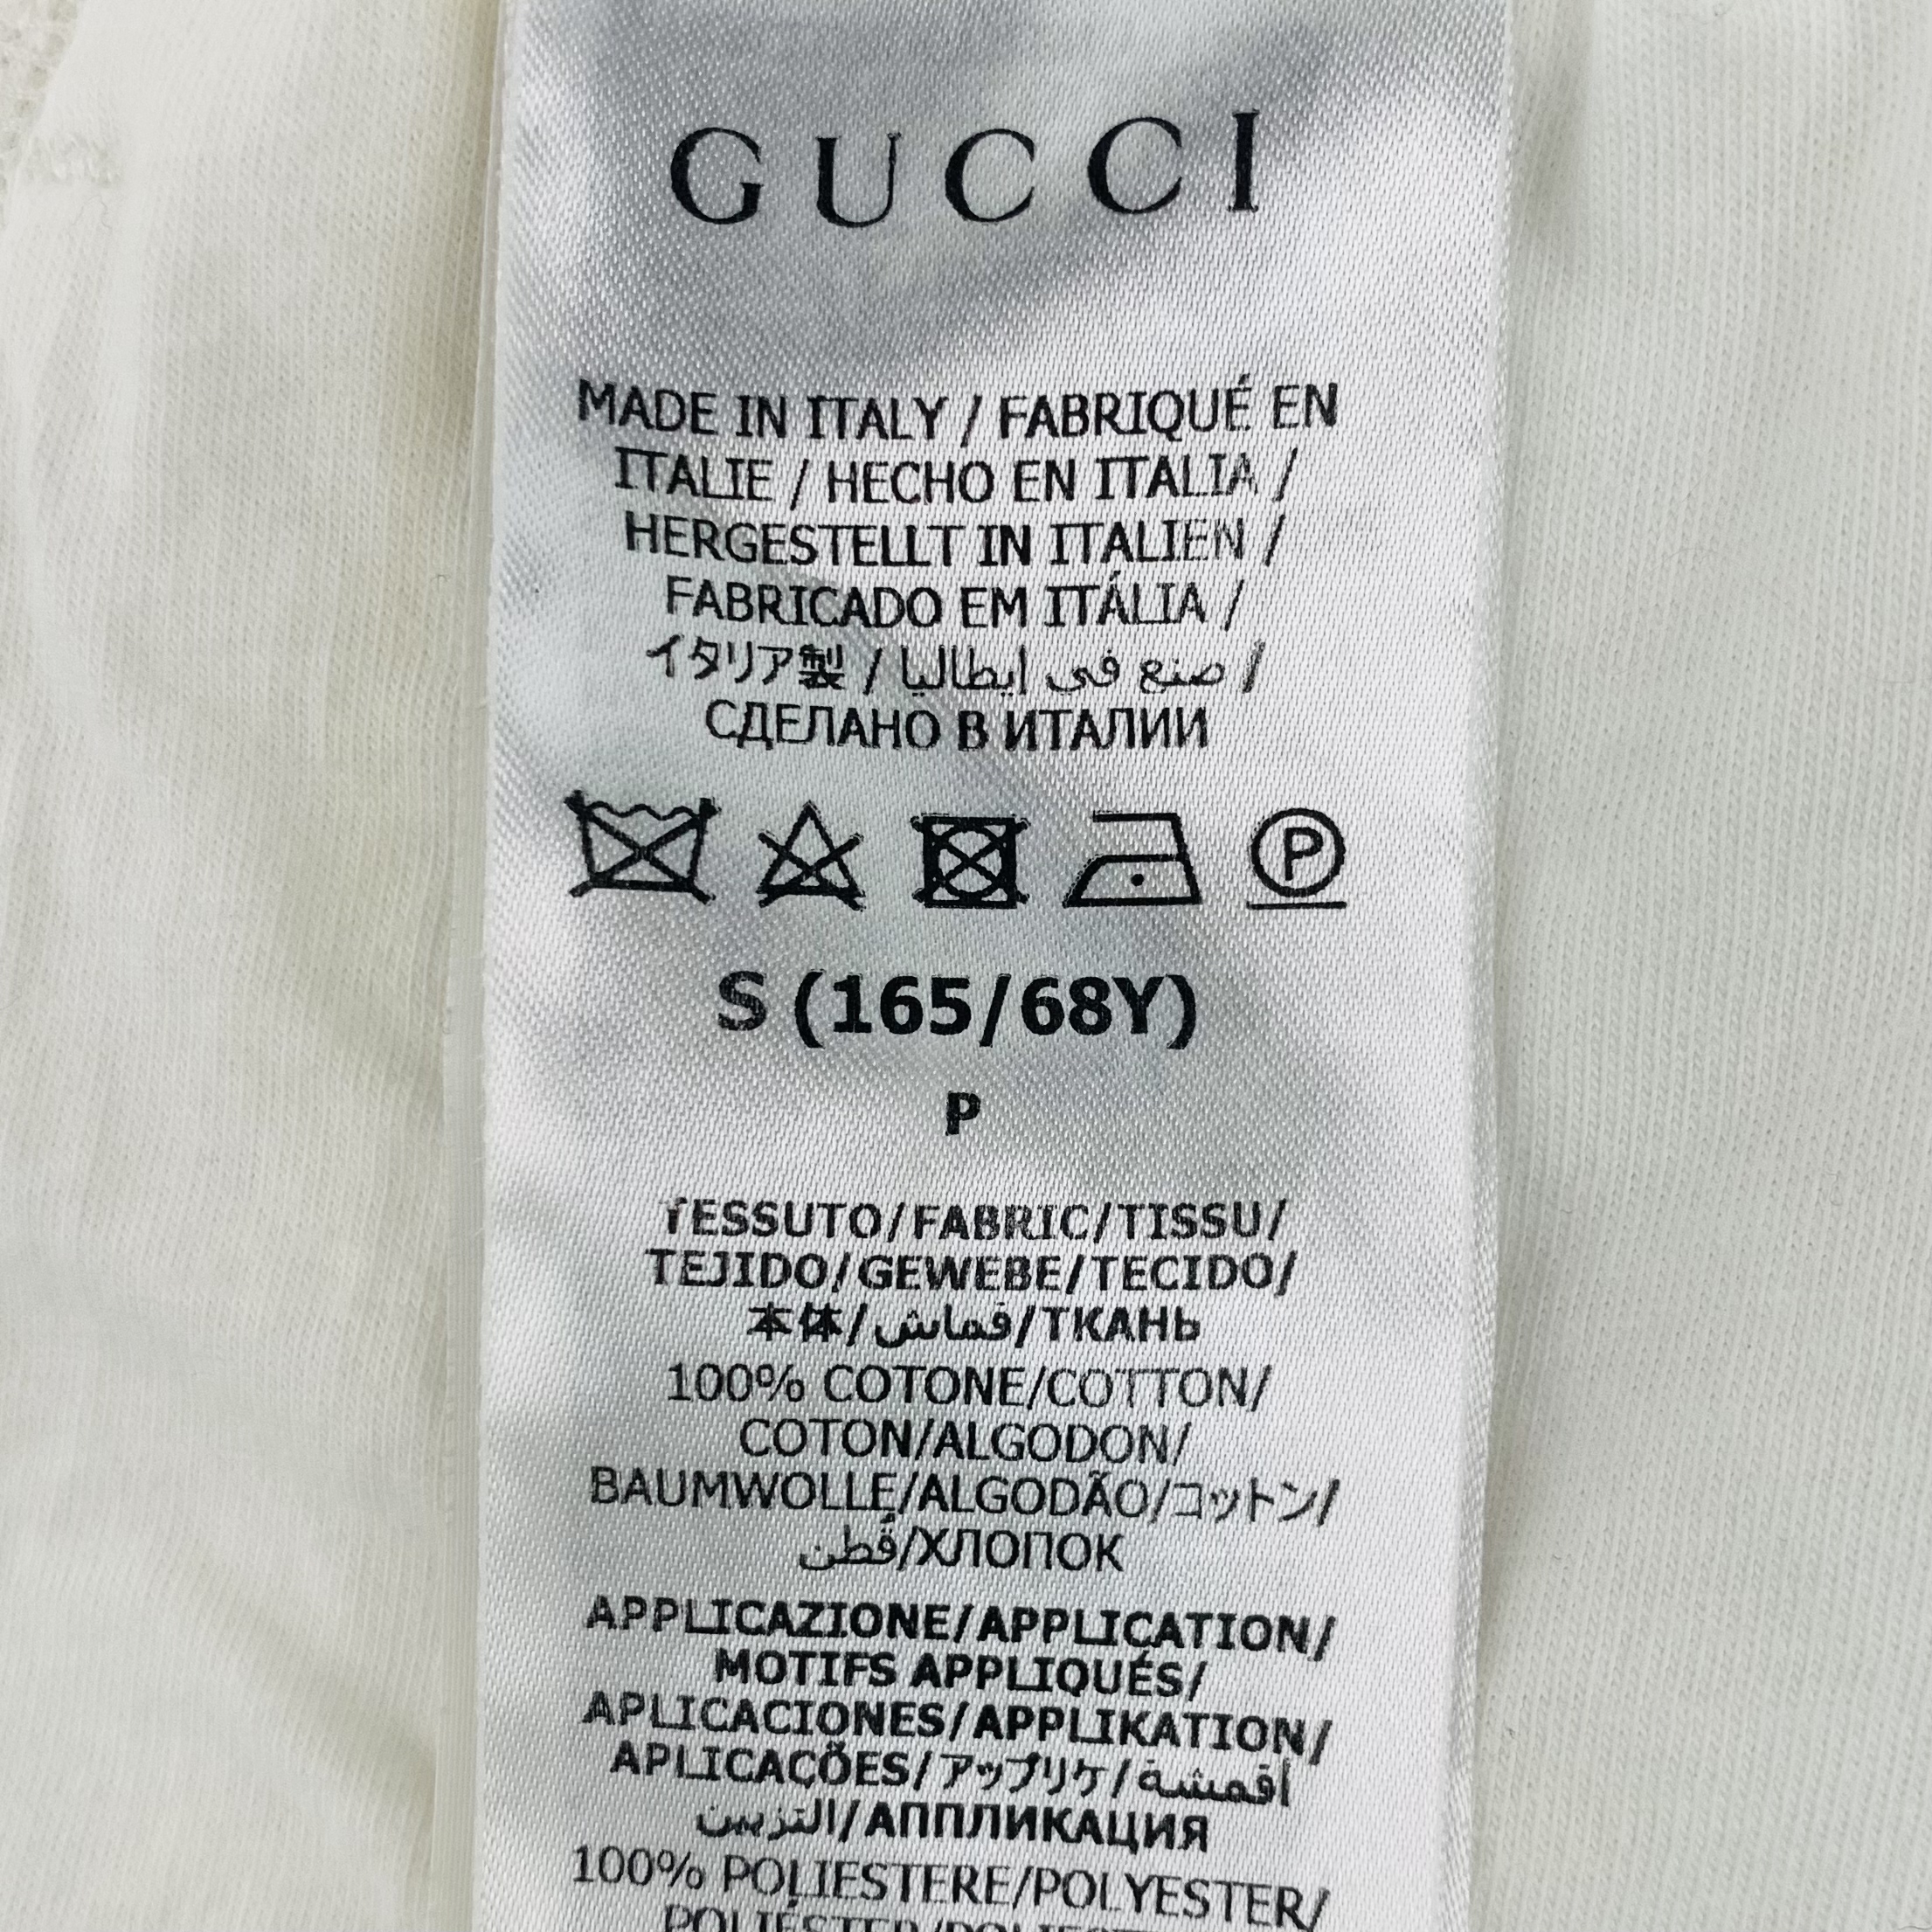 GUCCI
MADE IN ITALY / FABRIQUÉ EN
ITALIE / HECHO EN ITALIA /
HERGESTELLT IN ITALIEN /
FABRICADO EM ITÁLIA /
イタリア製 / صنع في إيطاليا /
СДЕЛАНО В ИТАЛИИ
P
S (165/68Y)
P
TESSUTO/FABRIC/TISSU/
TEJIDO/GEWEBE/TECIDO/
本体/قماش/ТКАНЬ
100% COTONE/COTTON/
COTON/ALGODON/
BAUMWOLLE/ALGODÃO/コットン/
قطن/ХЛОПОК
APPLICAZIONE/APPLICATION/
MOTIFS APPLIQUÉS/
APLICACIONES/APPLIKATION/
APLICAÇÕES/アップリケ/أقمشة
التزيين/АППЛИКАЦИЯ
100% POLIESTERE/POLYESTER/